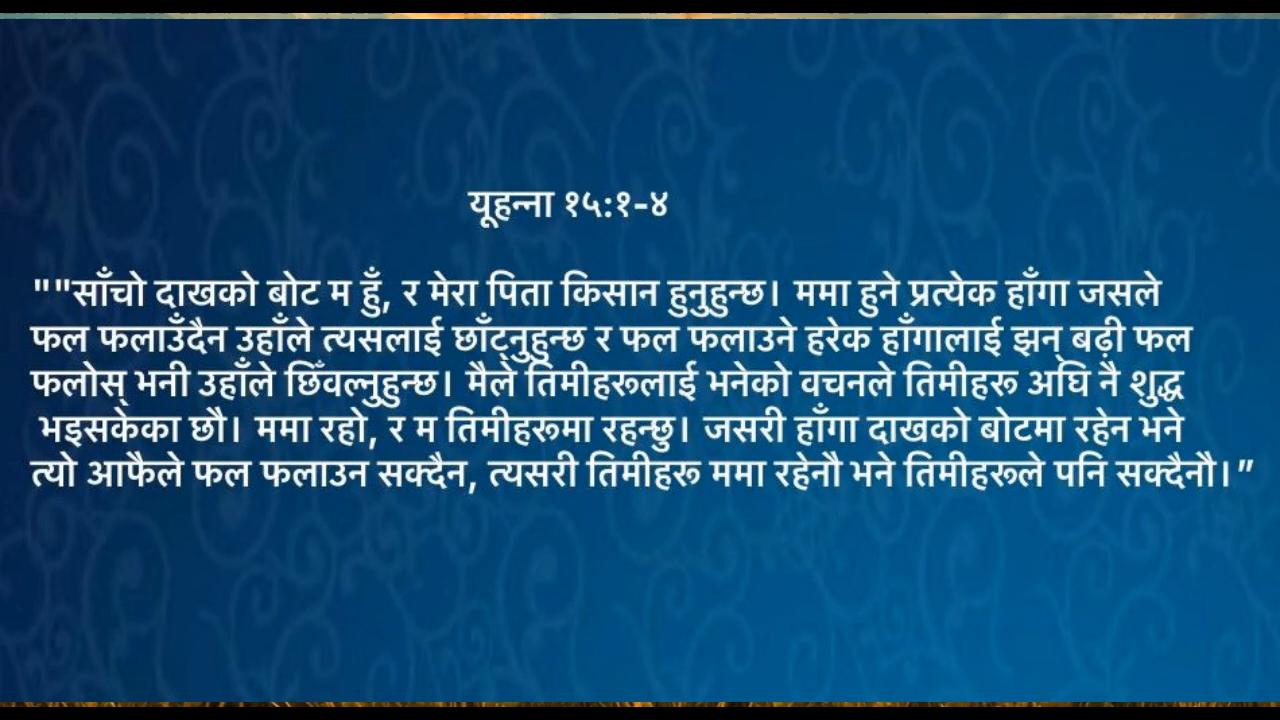 यूहन्ना १५:१-४
""साँचो दाखको बोट म हुँ, र मेरा पिता किसान हुनुहुन्छ। ममा हुने प्रत्येक हाँगा जसले
फल फलाउँदैन उहाँले त्यसलाई छाँट्नुहुन्छ र फल फलाउने हरेक हाँगालाई झन् बढ़ी फल
फलोस् भनी उहाँले छिँवल्नुहुन्छ। मैले तिमीहरूलाई भनेको वचनले तिमीहरू अघि नै शुद्ध
भइसकेका छौ। ममा रहो, र म तिमीहरूमा रहन्छु। जसरी हाँगा दाखको बोटमा रहेन भने
त्यो आफैले फल फलाउन सक्दैन, त्यसरी तिमीहरू ममा रहेनौ भने तिमीहरूले पनि सक्दैनौ।”